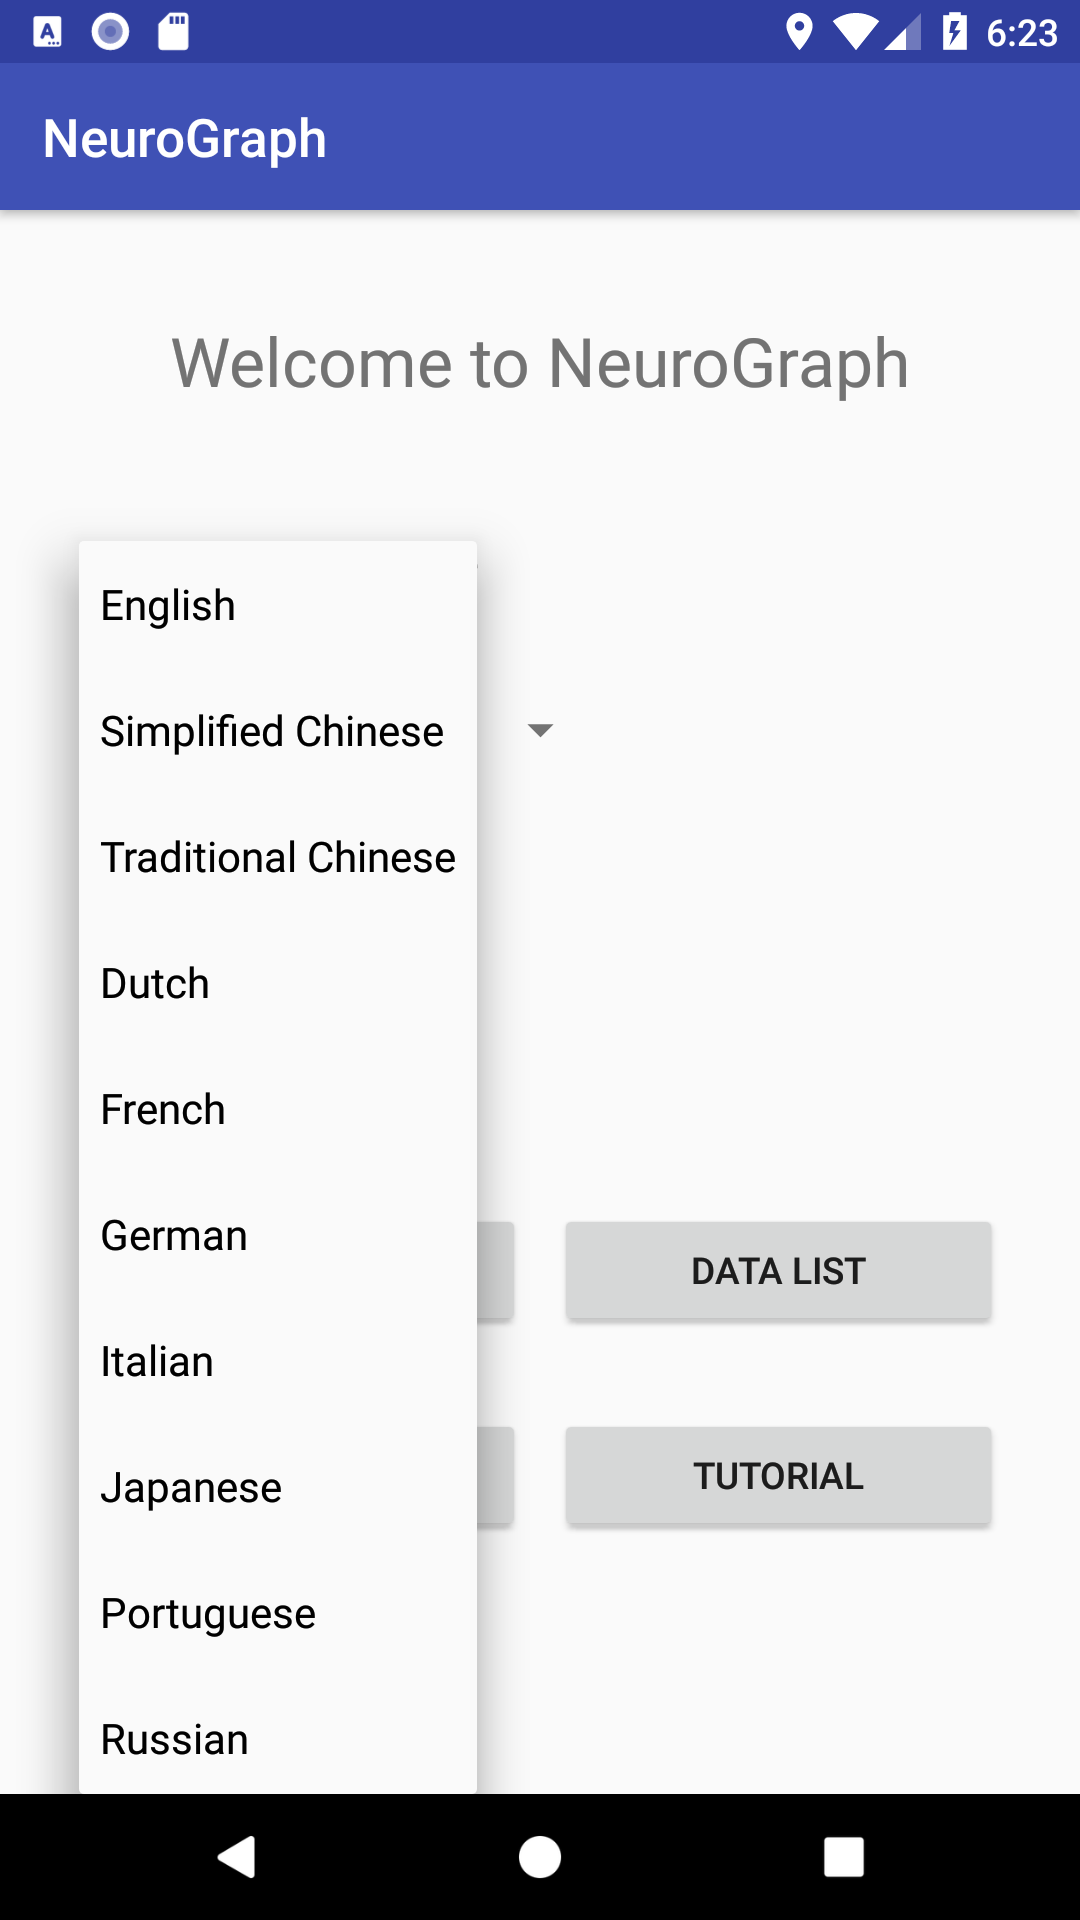 6:23
NeuroGraph
Welcome to NeuroGraph
English
Simplified Chinese
Traditional Chinese
Dutch
French
German
DATA LIST
Italian
Japanese
TUTORIAL
Portuguese
Russian